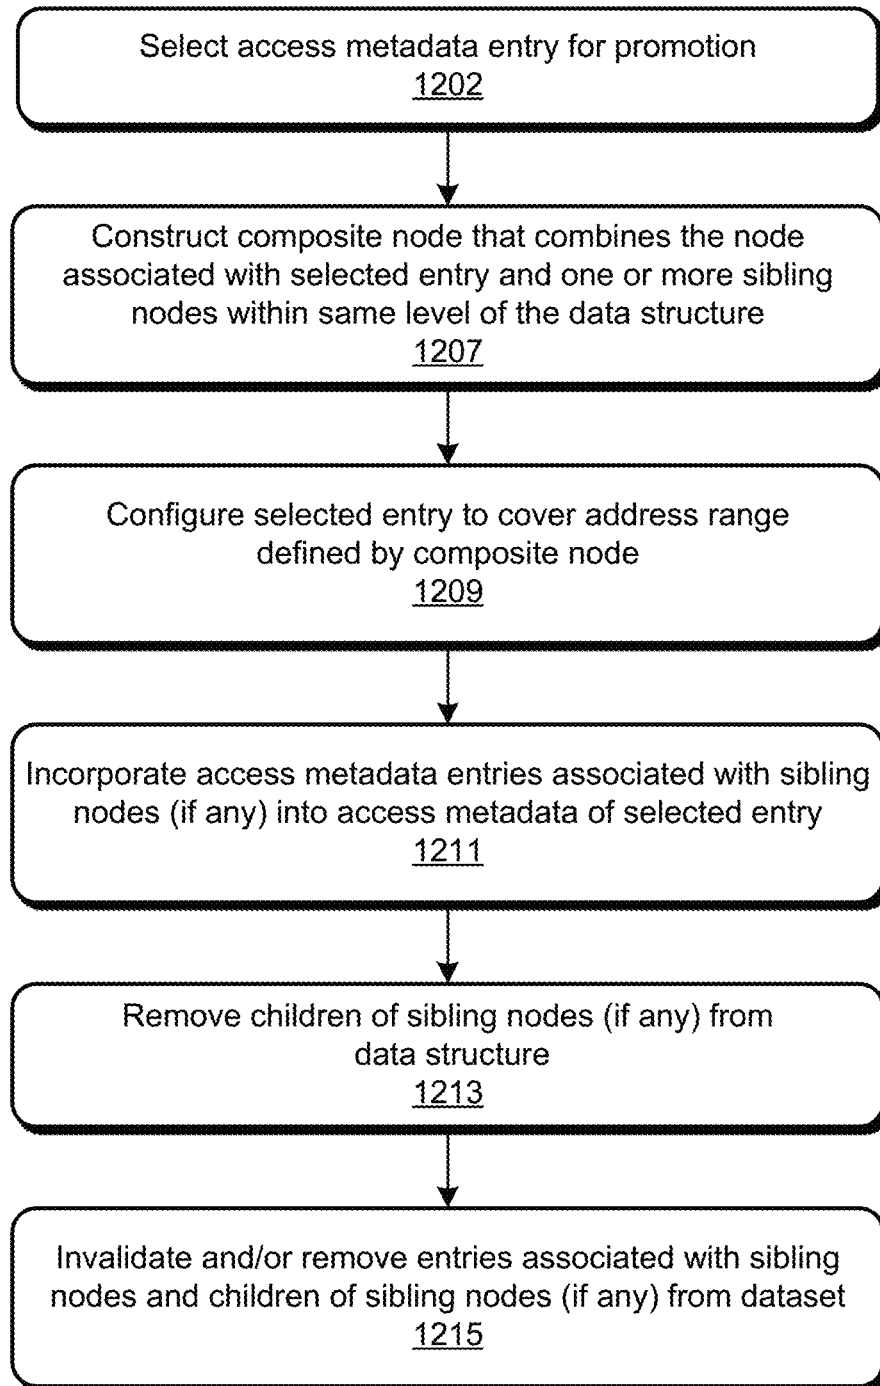 Select access metadata entry for promotion
1202
Construct composite node that combines the node
associated with selected entry and one or more sibling
nodes within same level of the data structure
1207
Configure selected entry to cover address range
defined by composite node
1209
Incorporate access metadata entries associated with sibling
nodes (if any) into access metadata of selected entry
1211
Remove children of sibling nodes (if any) from
data structure
1213
Invalidate and/or remove entries associated with sibling
nodes and children of sibling nodes (if any) from dataset
1215